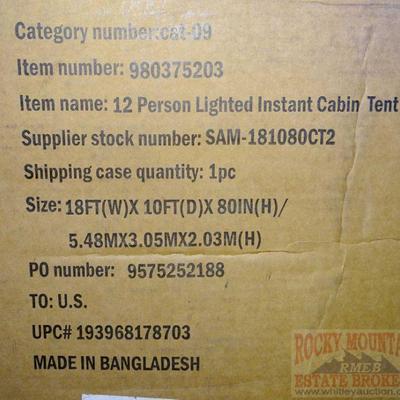 Category number:cat-09
Item number: 980375203
Item name: 12 Person Lighted Instant Cabin Tent
Supplier stock number: SAM-181080CT2
Shipping case quantity: 1pc
Size: 18FT(W)X 10FT(D)X 80IN(H)/
5.48MX3.05MX2.03M(H)
PO number: 9575252188
TO: U.S.
UPC# 193968178703
MADE IN BANGLADESH
ROCKY MOUNTA
RMEB
ESTATE BROKE
www.whitleyauction.c